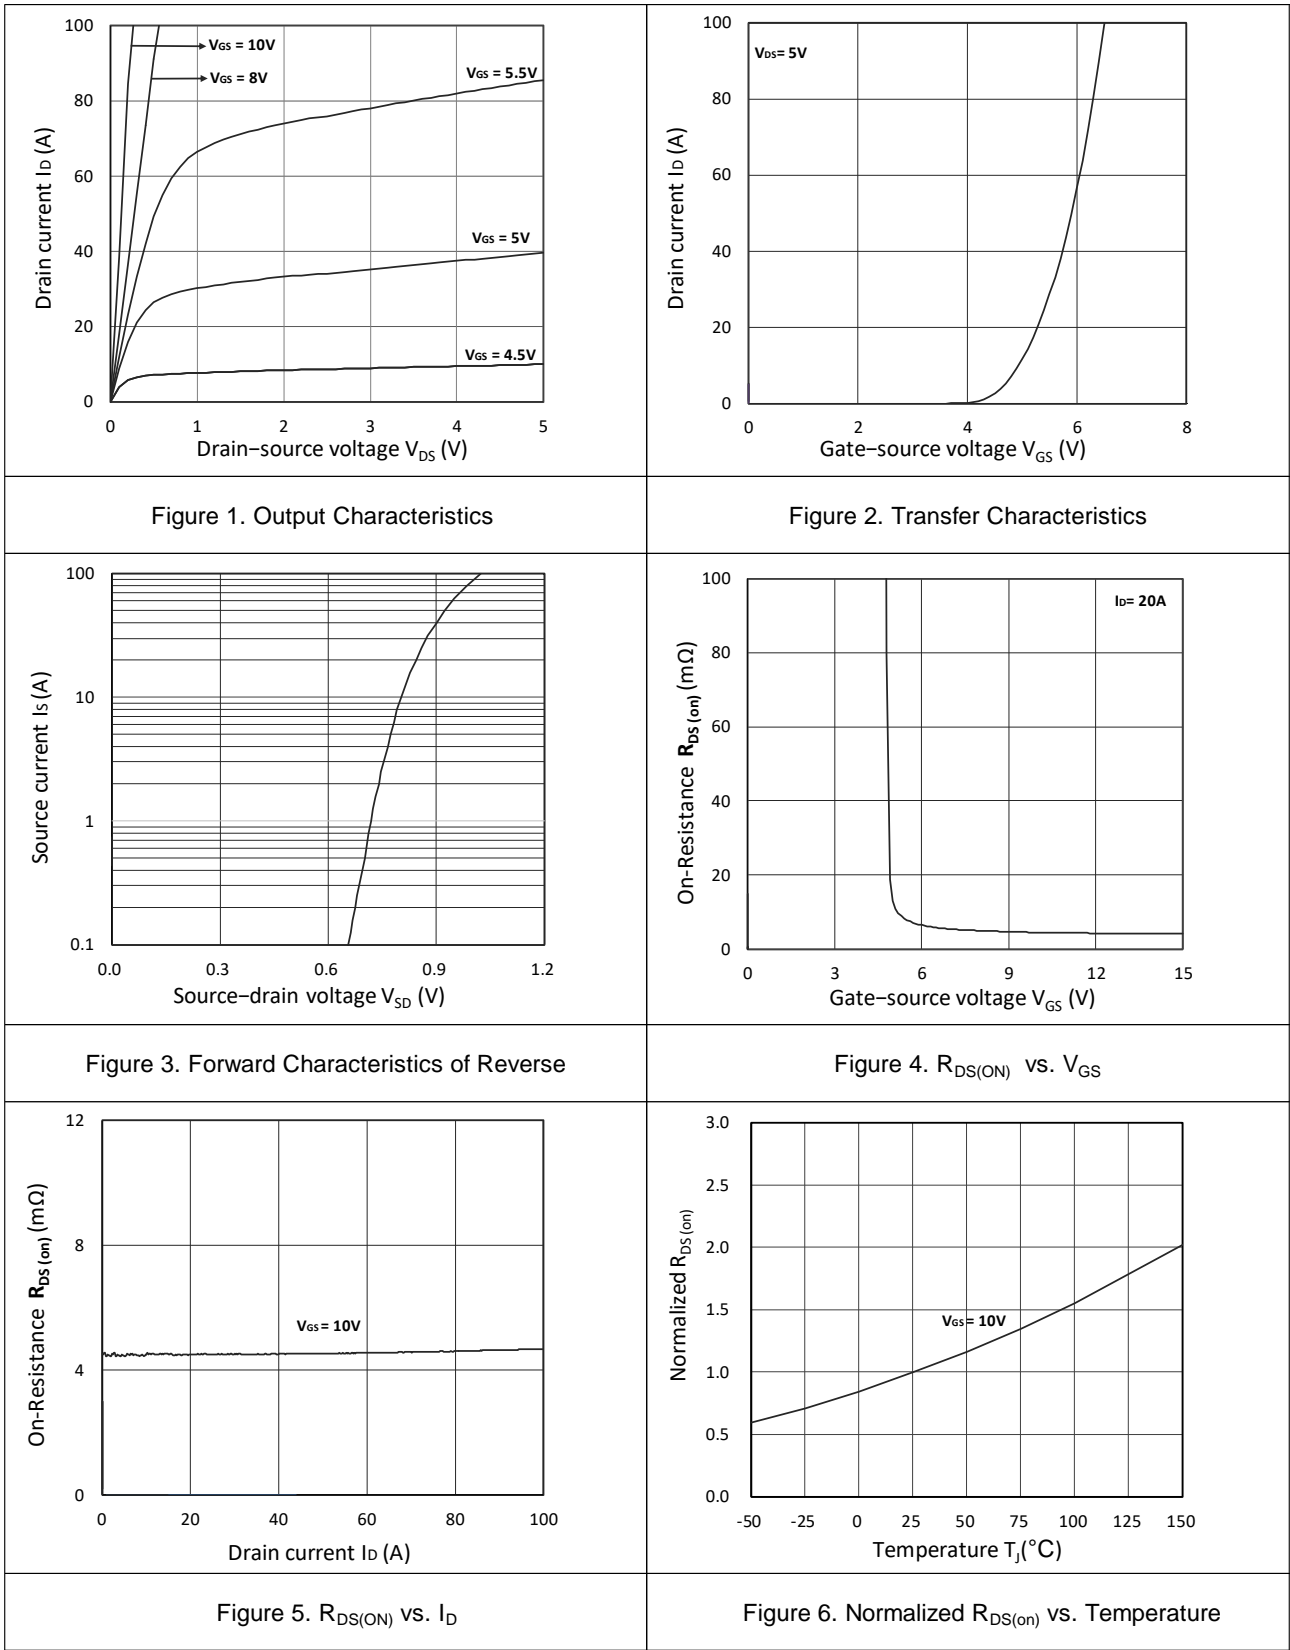 100
80
60
40
20
0
0 1 2 3 4 5
Drain current ID (A)
Drain−source voltage VDS (V)
VGS = 10V
VGS = 8V
VGS = 5.5V
VGS = 5V
VGS = 4.5V
100
80
60
40
20
0
0 2 4 6 8
Drain current ID (A)
Gate−source voltage VGS (V)
VDS= 5V
Figure 1. Output Characteristics
Figure 2. Transfer Characteristics
100
10
1
0.1
0.0 0.3 0.6 0.9 1.2
Source current IS (A)
Source−drain voltage VSD (V)
100
80
60
40
20
0
0 3 6 9 12 15
On-Resistance RDS (on) (mΩ)
Gate−source voltage VGS (V)
ID= 20A
Figure 3. Forward Characteristics of Reverse
Figure 4. RDS(ON) vs. VGS
12
8
4
0
0 20 40 60 80 100
On-Resistance RDS (on) (mΩ)
Drain current ID (A)
VGS = 10V
3.0
2.5
2.0
1.5
1.0
0.5
0.0
-50 -25 0 25 50 75 100 125 150
Normalized RDS (on)
Temperature TJ(°C)
VGS= 10V
Figure 5. RDS(ON) vs. ID
Figure 6. Normalized RDS(on) vs. Temperature